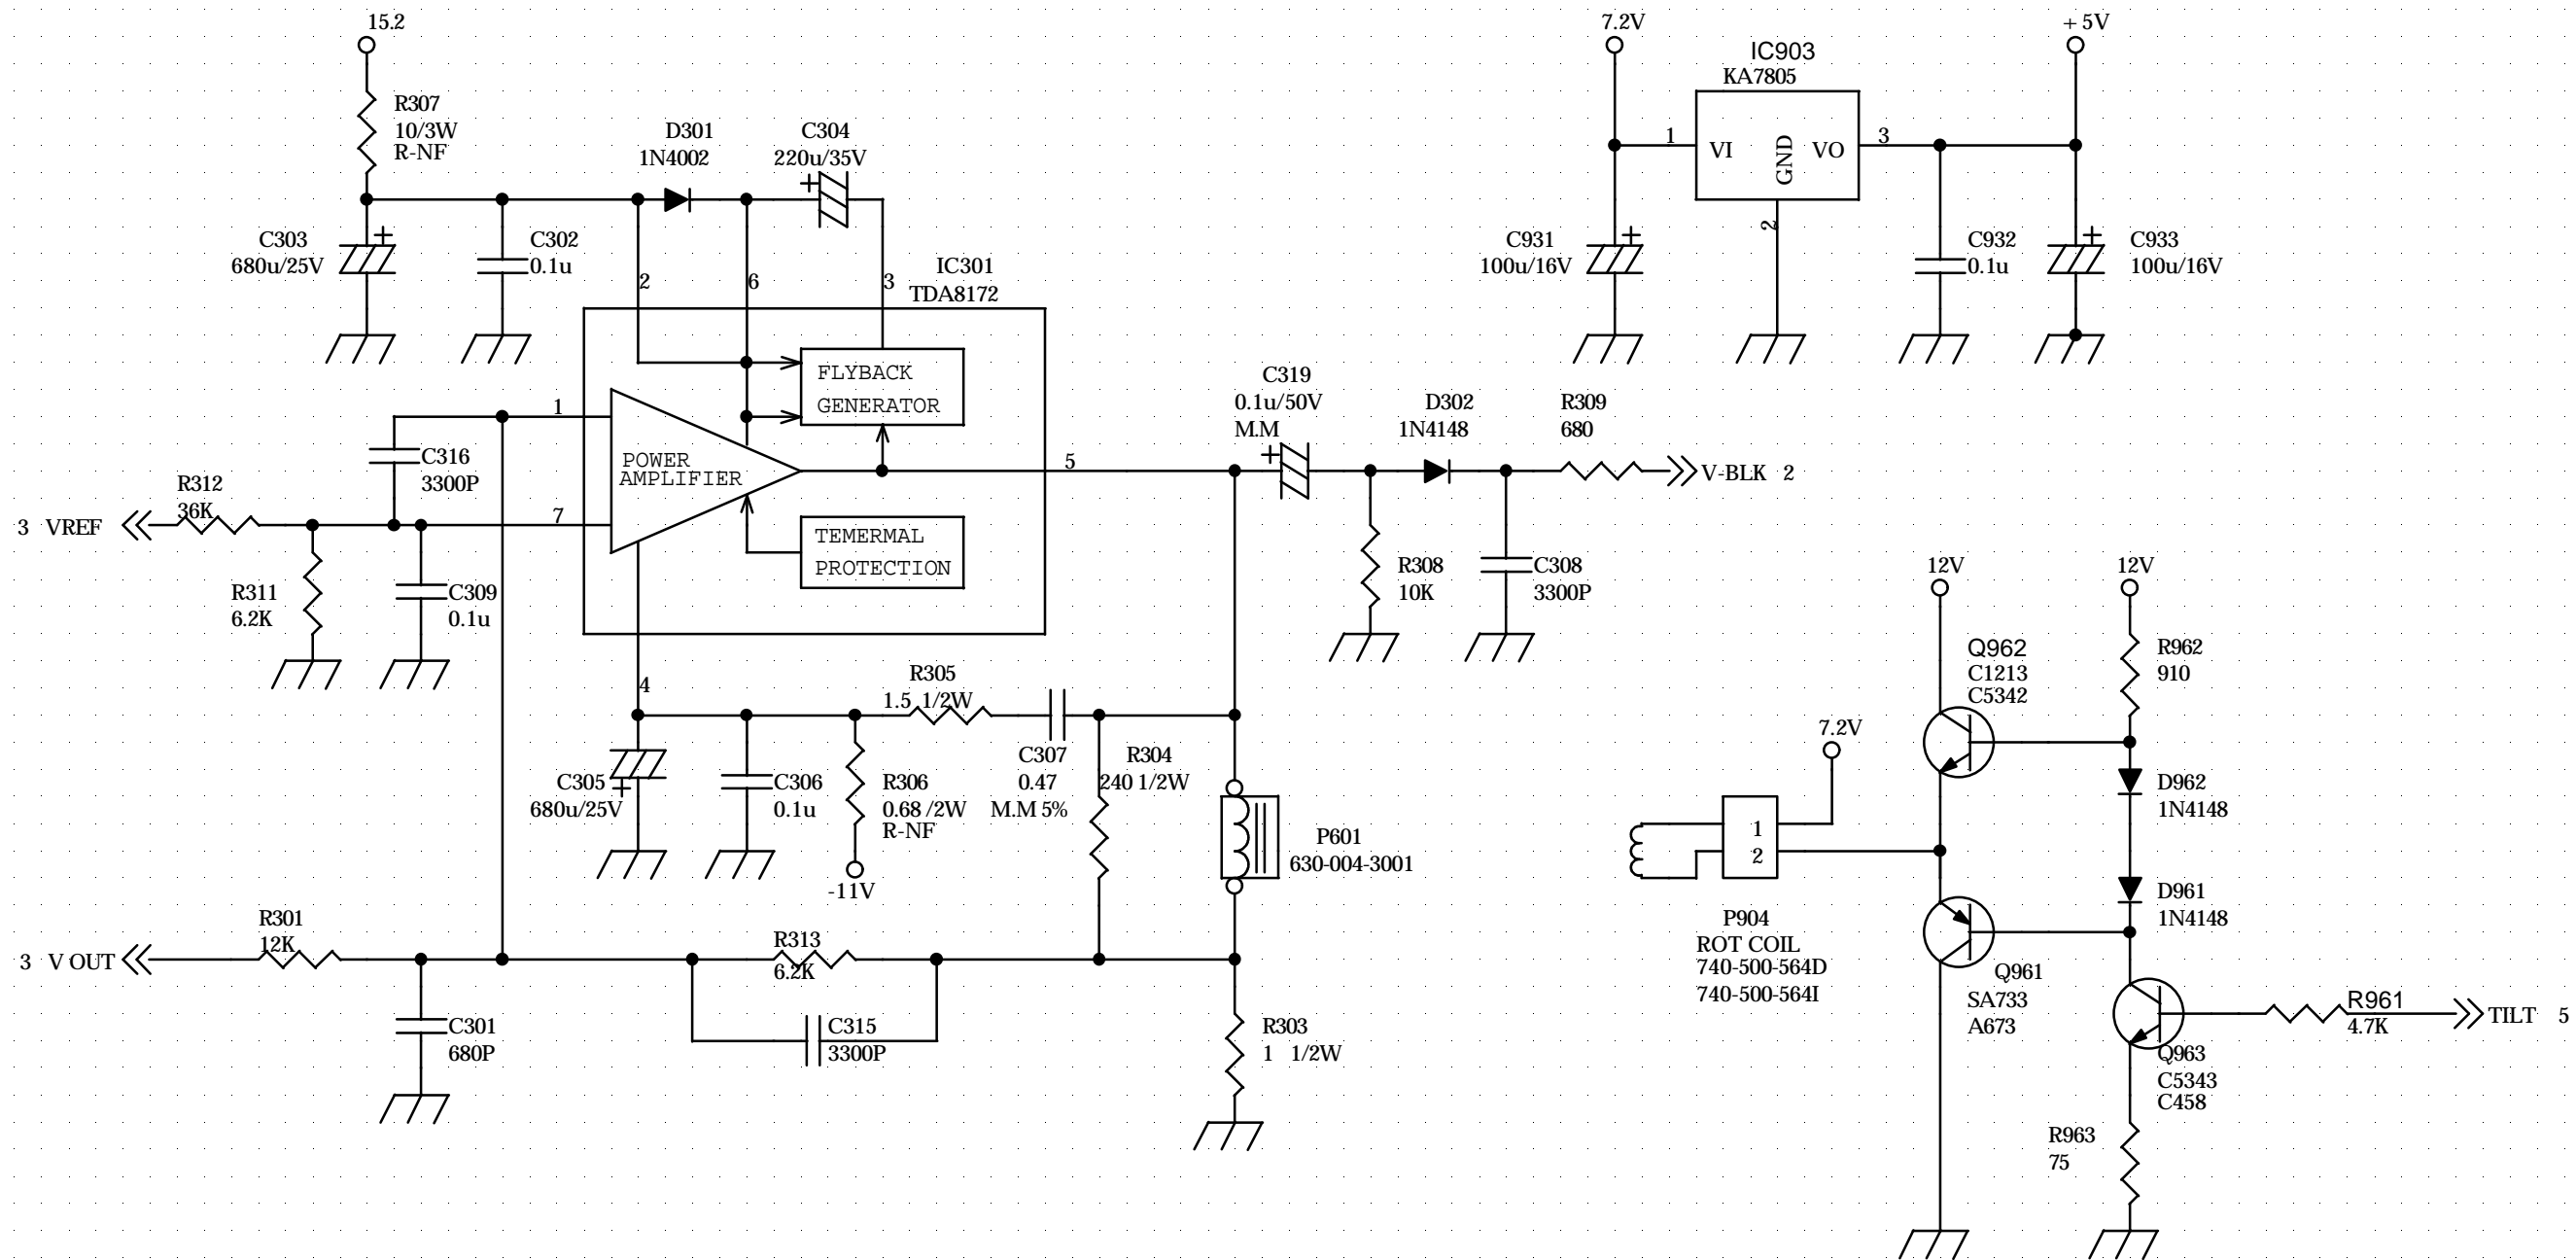 15.2
R307
10/3W
R-NF
D301
1N4002
C304
220u/35V
C303
680u/25V
C302
0.1u
2
6
3
IC301
TDA8172
FLYBACK
GENERATOR
1
POWER
AMPLIFIER
5
7
TEMERMAL
PROTECTION
C316
3300P
R312
36K
3 VREF
R311
6.2K
C309
0.1u
4
C319
0.1u/50V
M.M
D302
1N4148
R309
680
V-BLK 2
R308
10K
C308
3300P
R305
1.5 1/2W
C305
680u/25V
C306
0.1u
R306
0.68 /2W
R-NF
-11V
C307
0.47
M.M 5%
R304
240 1/2W
P601
630-004-3001
R301
12K
3 V OUT
R313
6.2K
C301
680P
C315
3300P
R303
1 1/2W
7.2V
+5V
IC903
KA7805
1
VI
GND
VO
3
2
C931
100u/16V
C932
0.1u
C933
100u/16V
12V
12V
Q962
C1213
C5342
R962
910
7.2V
D962
1N4148
1
2
D961
1N4148
P904
ROT COIL
740-500-564D
740-500-564I
Q961
SA733
A673
R961
4.7K
TILT 5
Q963
C5343
C458
R963
75